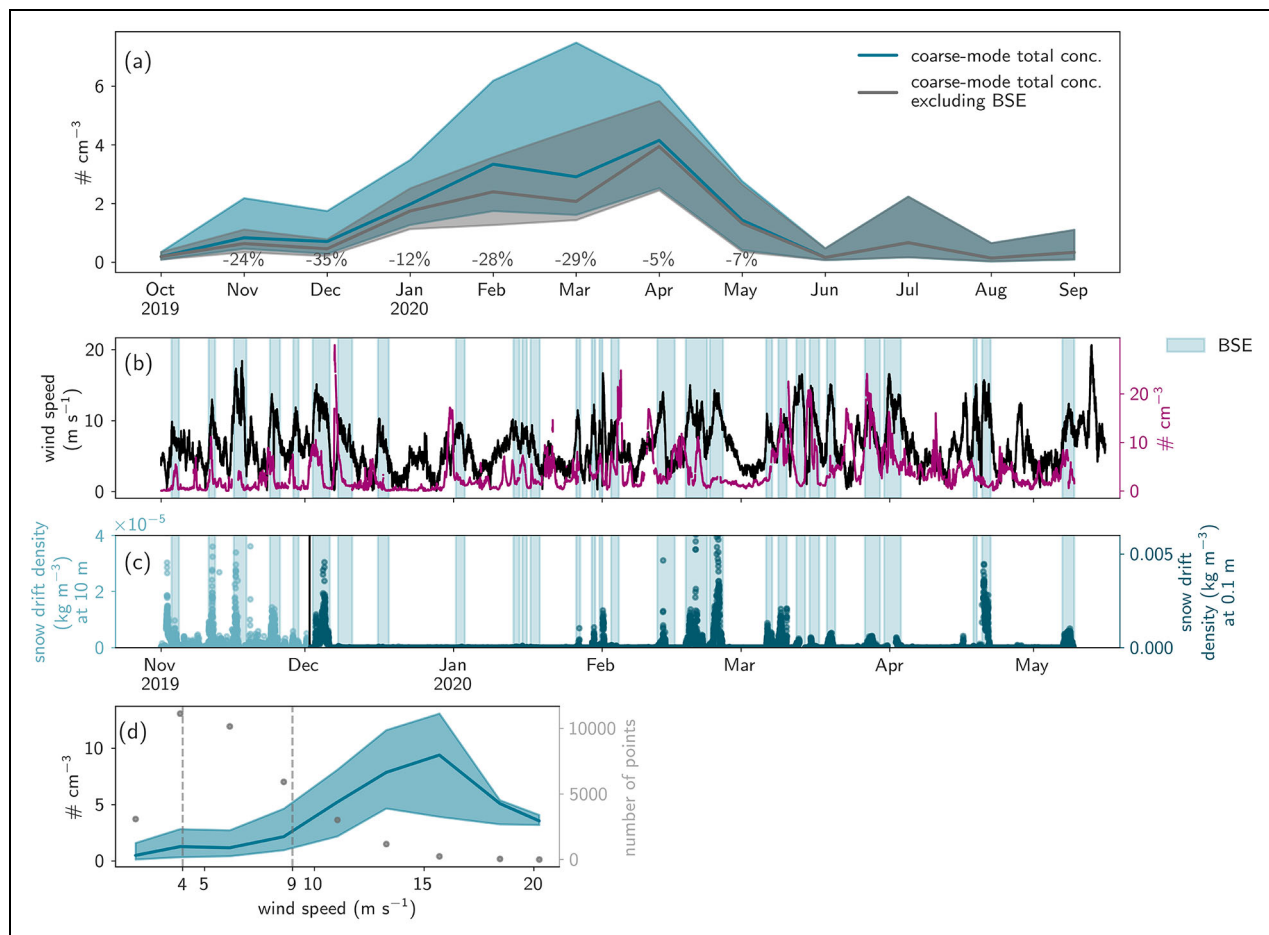 (a)
coarse-mode total conc.
coarse-mode total conc.
excluding BSE
# cm⁻³
6
4
2
0
-24%
-35%
-12%
-28%
-29%
-5%
-7%
Oct
2019
Nov
Dec
Jan
2020
Feb
Mar
Apr
May
Jun
Jul
Aug
Sep
(b)
wind speed
(m s⁻¹)
20
10
0
20
10
0
# cm⁻³
BSE
(c)
×10⁻⁵
snow drift density
(kg m⁻³)
at 10 m
4
2
0
0.005
0.000
snow drift
density (kg m⁻³)
at 0.1 m
Nov
2019
Dec
Jan
2020
Feb
Mar
Apr
May
(d)
# cm⁻³
10
5
0
10000
5000
0
number of points
4
5
9
10
15
20
wind speed (m s⁻¹)